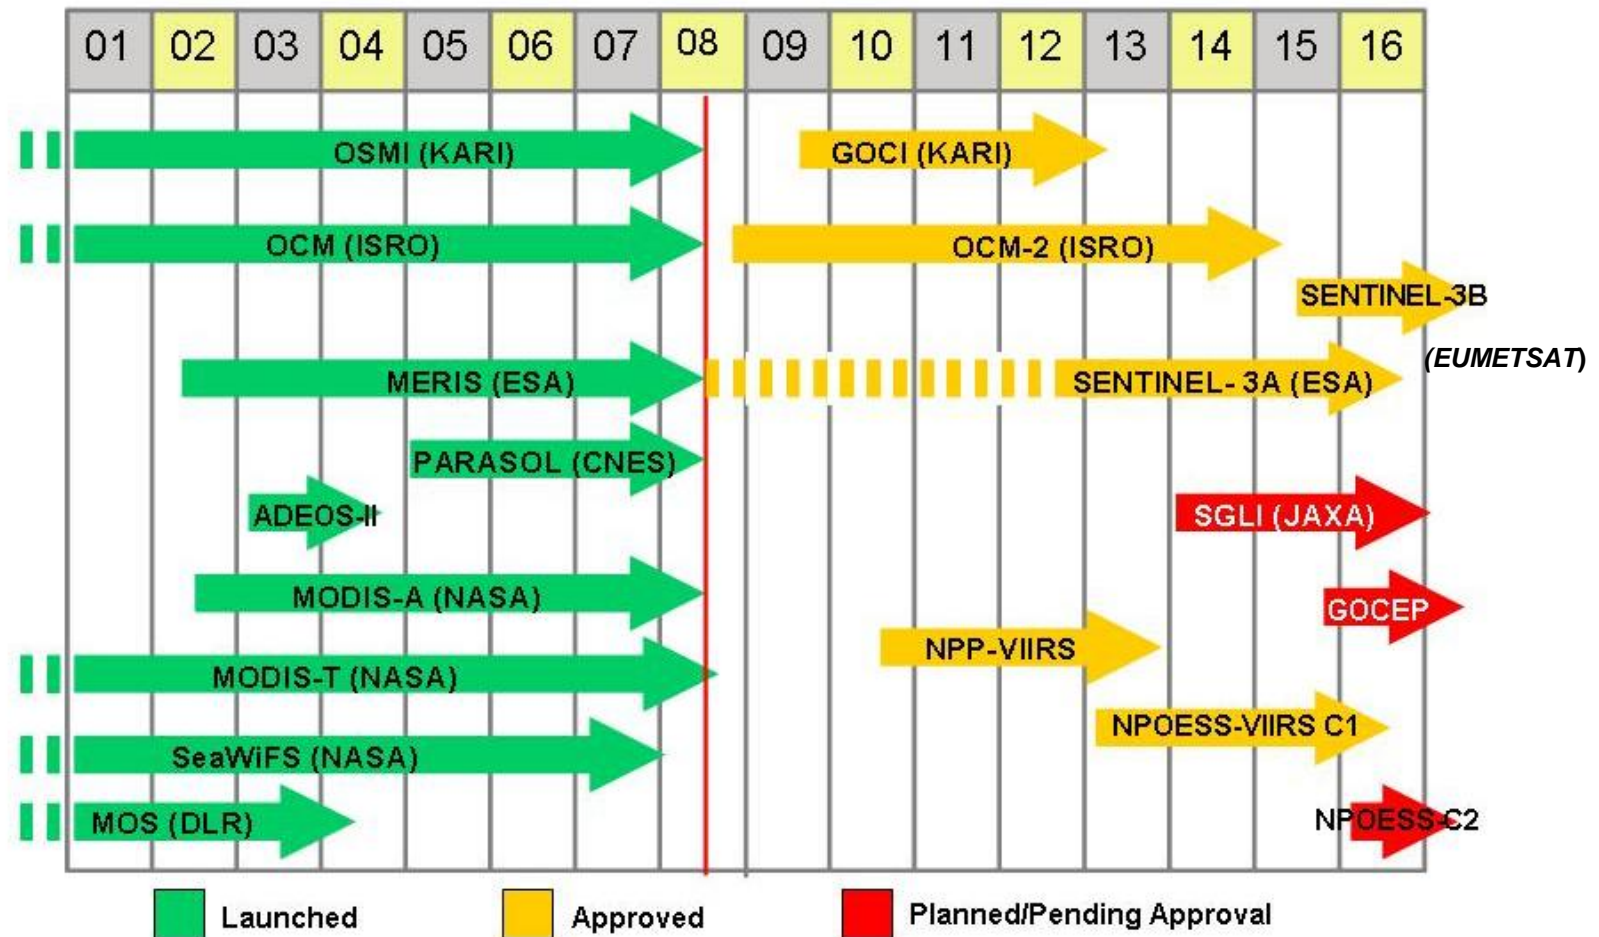 01 02 03 04 05 06 07 08 09 10 11 12 13 14 15 16
OSMI (KARI) GOCI (KARI)
OCM (ISRO) OCM-2 (ISRO)
SENTINEL-3B
(EUMETSAT)
MERIS (ESA) SENTINEL- 3A (ESA)
PARASOL (CNES)
ADEOS-II SGLI (JAXA)
MODIS-A (NASA) GOCEP
NPP-VIIRS
MODIS-T (NASA)
NPOESS-VIIRS C1
SeaWiFS (NASA)
MOS (DLR) NPOESS-C2
Launched Approved Planned/Pending Approval